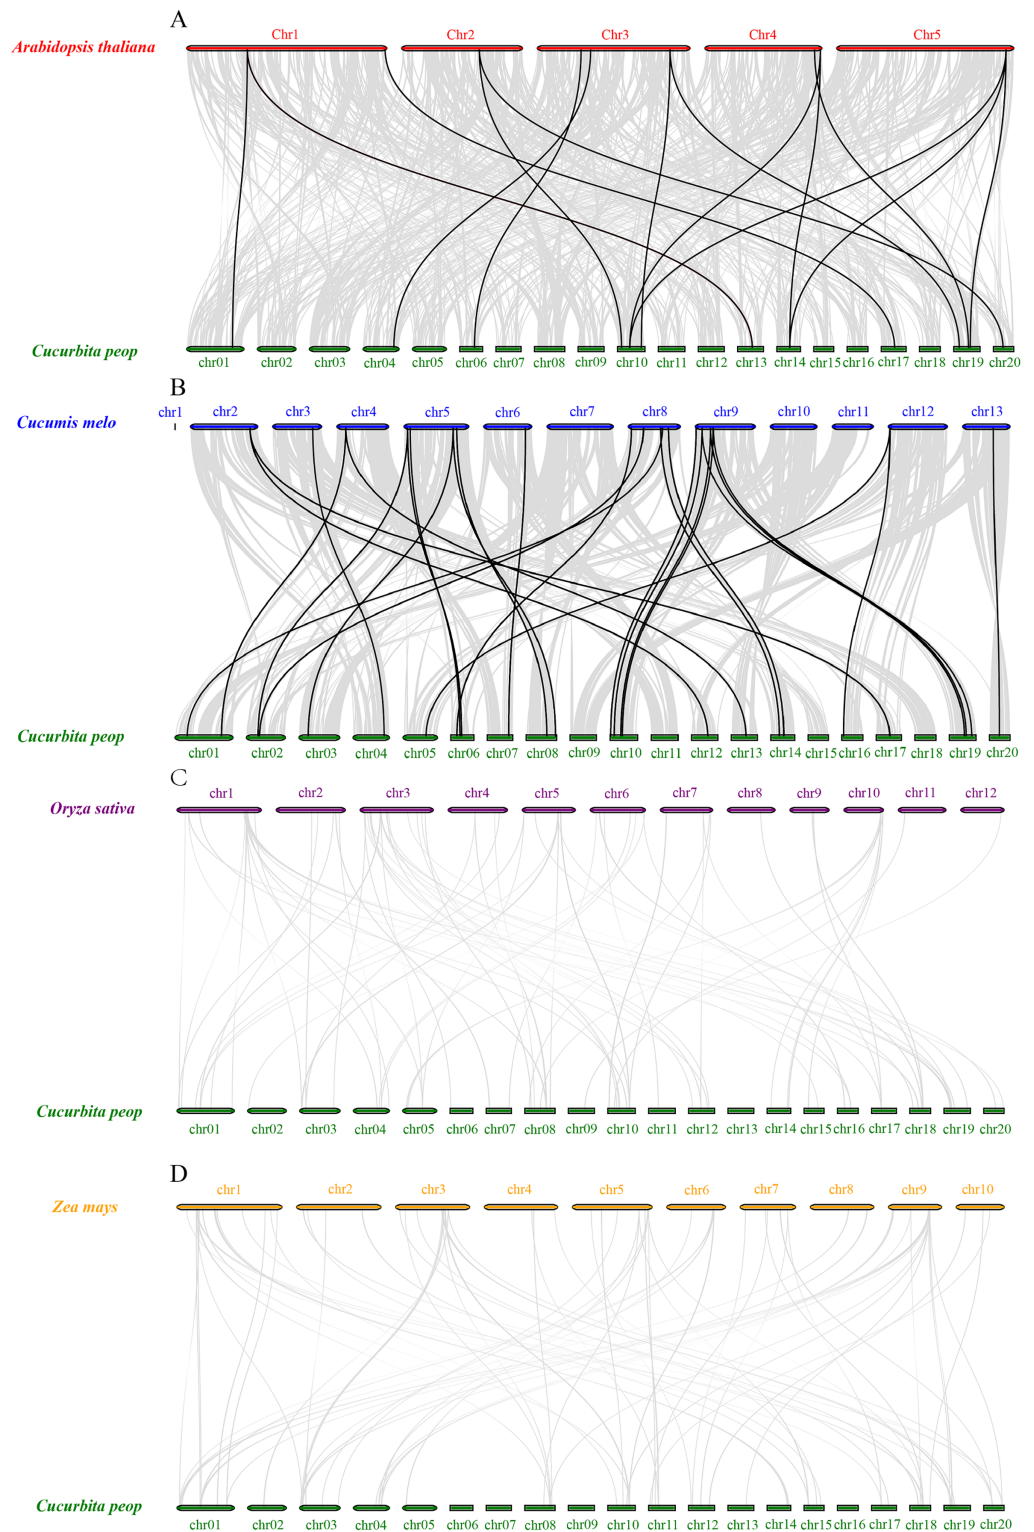 A
Arabidopsis thaliana
Chr1 Chr2 Chr3 Chr4 Chr5
Cucurbita peop
chr01 chr02 chr03 chr04 chr05 chr06 chr07 chr08 chr09 chr10 chr11 chr12 chr13 chr14 chr15 chr16 chr17 chr18 chr19 chr20
B
Cucumis melo
chr1 chr2 chr3 chr4 chr5 chr6 chr7 chr8 chr9 chr10 chr11 chr12 chr13
Cucurbita peop
chr01 chr02 chr03 chr04 chr05 chr06 chr07 chr08 chr09 chr10 chr11 chr12 chr13 chr14 chr15 chr16 chr17 chr18 chr19 chr20
C
Oryza sativa
chr1 chr2 chr3 chr4 chr5 chr6 chr7 chr8 chr9 chr10 chr11 chr12
Cucurbita peop
chr01 chr02 chr03 chr04 chr05 chr06 chr07 chr08 chr09 chr10 chr11 chr12 chr13 chr14 chr15 chr16 chr17 chr18 chr19 chr20
D
Zea mays
chr1 chr2 chr3 chr4 chr5 chr6 chr7 chr8 chr9 chr10
Cucurbita peop
chr01 chr02 chr03 chr04 chr05 chr06 chr07 chr08 chr09 chr10 chr11 chr12 chr13 chr14 chr15 chr16 chr17 chr18 chr19 chr20